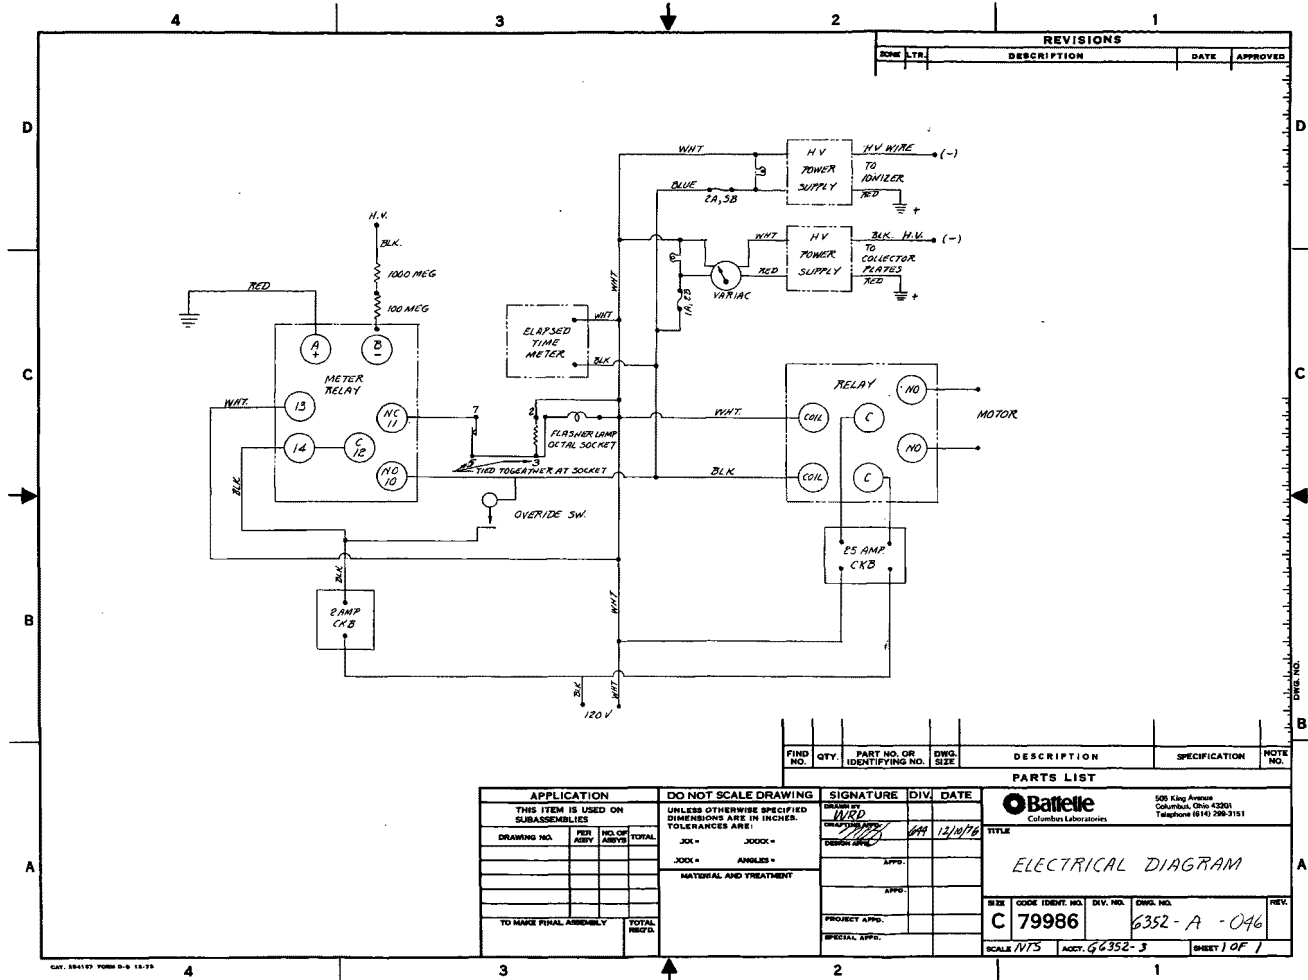 4 3 2 1
REVISIONS
ZONE LTR. DESCRIPTION DATE APPROVED
D D
WHT
HV
POWER
SUPPLY
HV WIRE (-)
TO
IONIZER
RED
+
BLUE
2A, SB
H.V.
BLK.
1000 MEG
100 MEG
RED
WHT
WHT
HV
POWER
SUPPLY
BLK. H.V. (-)
TO
COLLECTOR
PLATES
RED
+
RED
VARIAC
1A, 2B
ELAPSED
TIME
METER
WHT
BLK
C C
A
+
B
-
METER
RELAY
WHT.
13
14
C
12
NC
11
NO
10
7
2
5
3
FLASHER LAMP
OCTAL SOCKET
TIED TOGEATHER AT SOCKET
WHT.
BLK
RELAY
NO
COIL
C
NO
COIL
C
MOTOR
BLK
OVERIDE SW.
25 AMP.
CKB
BLK
WHT
2 AMP
CKB
B
BLK
WHT
120V
DWG. NO.
B
FIND NO. QTY. PART NO. OR IDENTIFYING NO. DWG. SIZE DESCRIPTION SPECIFICATION NOTE NO.
PARTS LIST
APPLICATION
THIS ITEM IS USED ON
SUBASSEMBLIES
DRAWING NO. PER ASSY NO. OF ASSYS TOTAL
TO MAKE FINAL ASSEMBLY TOTAL REQ'D.
DO NOT SCALE DRAWING
UNLESS OTHERWISE SPECIFIED
DIMENSIONS ARE IN INCHES.
TOLERANCES ARE:
.XX = .XXXX =
.XXX = ANGLES =
MATERIAL AND TREATMENT
SIGNATURE DIV. DATE
DRAWN BY
WRD
DRAFTING APPD. 644 12/10/76
DESIGN APPD.
APPD.
APPD.
PROJECT APPD.
SPECIAL APPD.
Battelle
Columbus Laboratories
505 King Avenue
Columbus, Ohio 43201
Telephone (614) 299-3151
TITLE
ELECTRICAL DIAGRAM
SIZE CODE IDENT. NO. DIV. NO. DWG. NO. REV.
C 79986 6352-A -046
SCALE NTS ACCT. G6352-3 SHEET 1 OF 1
A A
4 3 2 1